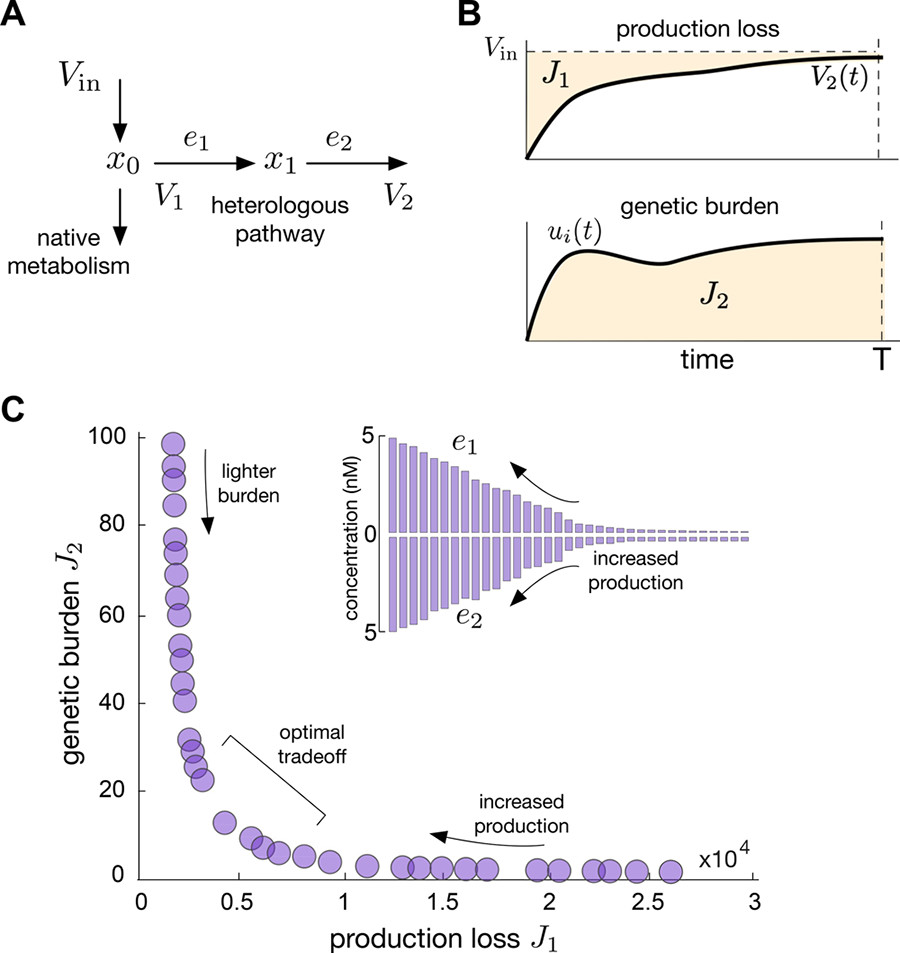 A
V_in
x_0
e_1
x_1
e_2
V_1
V_2
heterologous
pathway
native
metabolism
B
production loss
V_in
J_1
V_2(t)
genetic burden
u_i(t)
J_2
time
T
C
genetic burden J_2
100
80
60
40
20
0
lighter
burden
optimal
tradeoff
increased
production
x10^4
0
0.5
1
1.5
2
2.5
3
production loss J_1
concentration (nM)
5
0
5
e_1
e_2
increased
production